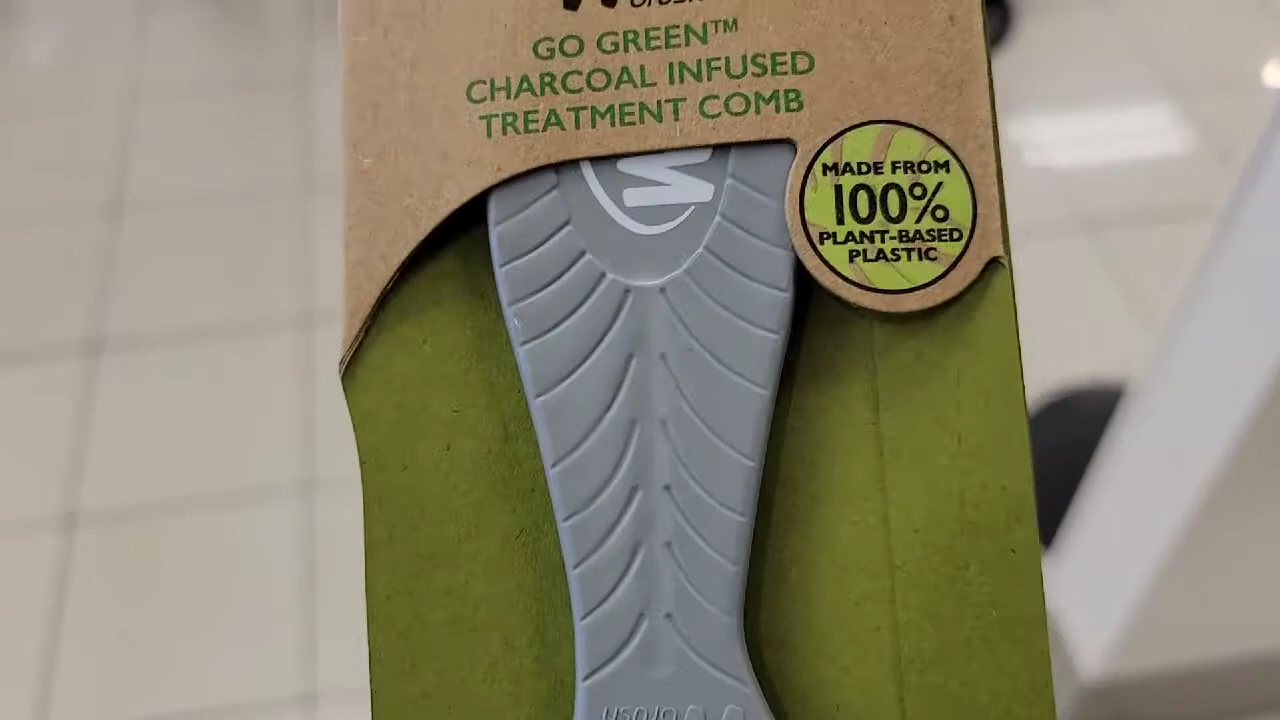 GO GREEN™
CHARCOAL INFUSED
TREATMENT COMB
MADE FROM
100%
PLANT-BASED
PLASTIC